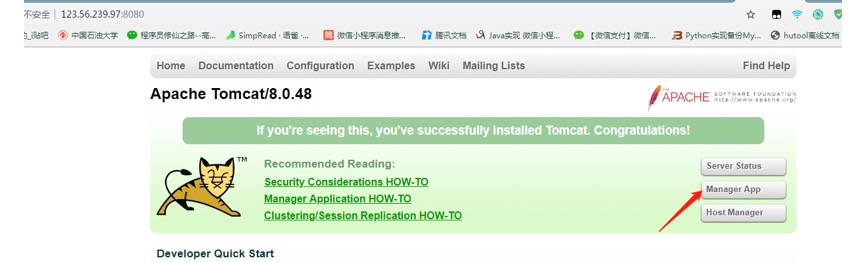 不安全 | 123.56.239.97:8080
中国石油大学 程序员修仙之路--高... SimpRead · 语雀 ·... 微信小程序消息推... 腾讯文档 Java实现 微信小程... 【微信支付】微信... Python实现备份My... hutool离线文档
Home Documentation Configuration Examples Wiki Mailing Lists Find Help
Apache Tomcat/8.0.48
THE APACHE SOFTWARE FOUNDATION
http://www.apache.org/
If you're seeing this, you've successfully installed Tomcat. Congratulations!
TM
Recommended Reading:
Security Considerations HOW-TO
Manager Application HOW-TO
Clustering/Session Replication HOW-TO
Server Status
Manager App
Host Manager
Developer Quick Start